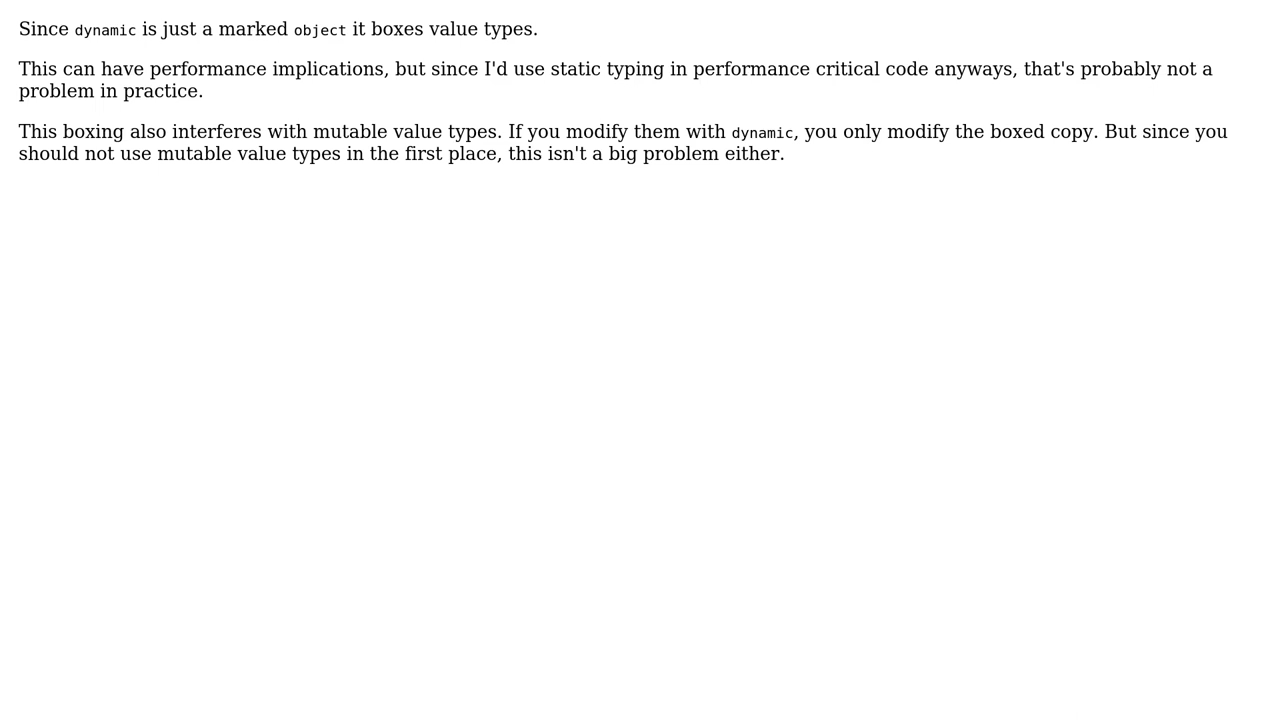 Since dynamic is just a marked object it boxes value types.
This can have performance implications, but since I'd use static typing in performance critical code anyways, that's probably not a
problem in practice.
This boxing also interferes with mutable value types. If you modify them with dynamic, you only modify the boxed copy. But since you
should not use mutable value types in the first place, this isn't a big problem either.